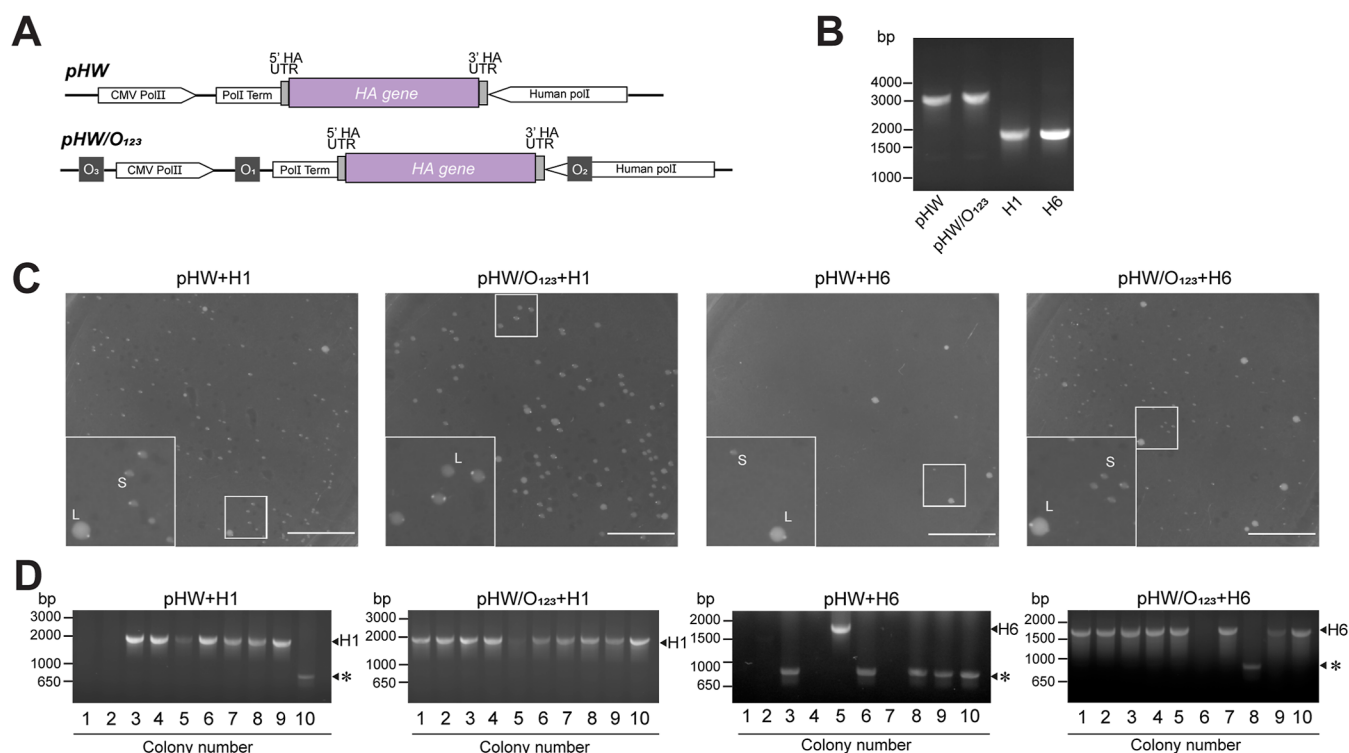 A
pHW
5' HA
UTR
3' HA
UTR
CMV PolII
PolI Term
HA gene
Human polI
pHW/O₁₂₃
5' HA
UTR
3' HA
UTR
O₃
CMV PolII
O₁
PolI Term
HA gene
O₂
Human polI
B
bp
4000
3000
2000
1500
1000
pHW
pHW/O₁₂₃
H1
H6
C
pHW+H1
S
L
pHW/O₁₂₃+H1
L
pHW+H6
S
L
pHW/O₁₂₃+H6
S
L
D
pHW+H1
bp
3000
2000
1000
650
H1
*
1 2 3 4 5 6 7 8 9 10
Colony number
pHW/O₁₂₃+H1
bp
3000
2000
1000
650
H1
1 2 3 4 5 6 7 8 9 10
Colony number
pHW+H6
bp
2000
1500
1000
650
H6
*
1 2 3 4 5 6 7 8 9 10
Colony number
pHW/O₁₂₃+H6
bp
2000
1500
1000
650
H6
*
1 2 3 4 5 6 7 8 9 10
Colony number